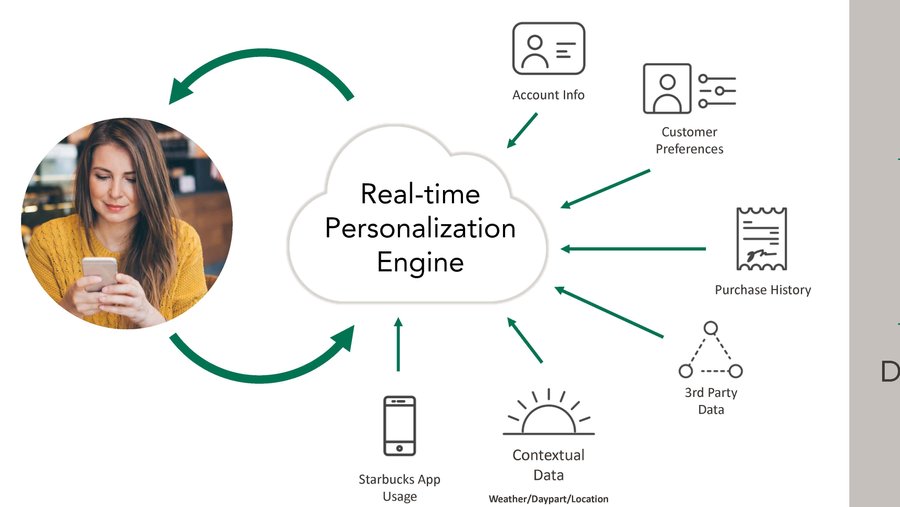 Account Info
Customer
Preferences
Real-time
Personalization
Engine
Purchase History
3rd Party
Data
Contextual
Data
Weather/Daypart/Location
Starbucks App
Usage
D